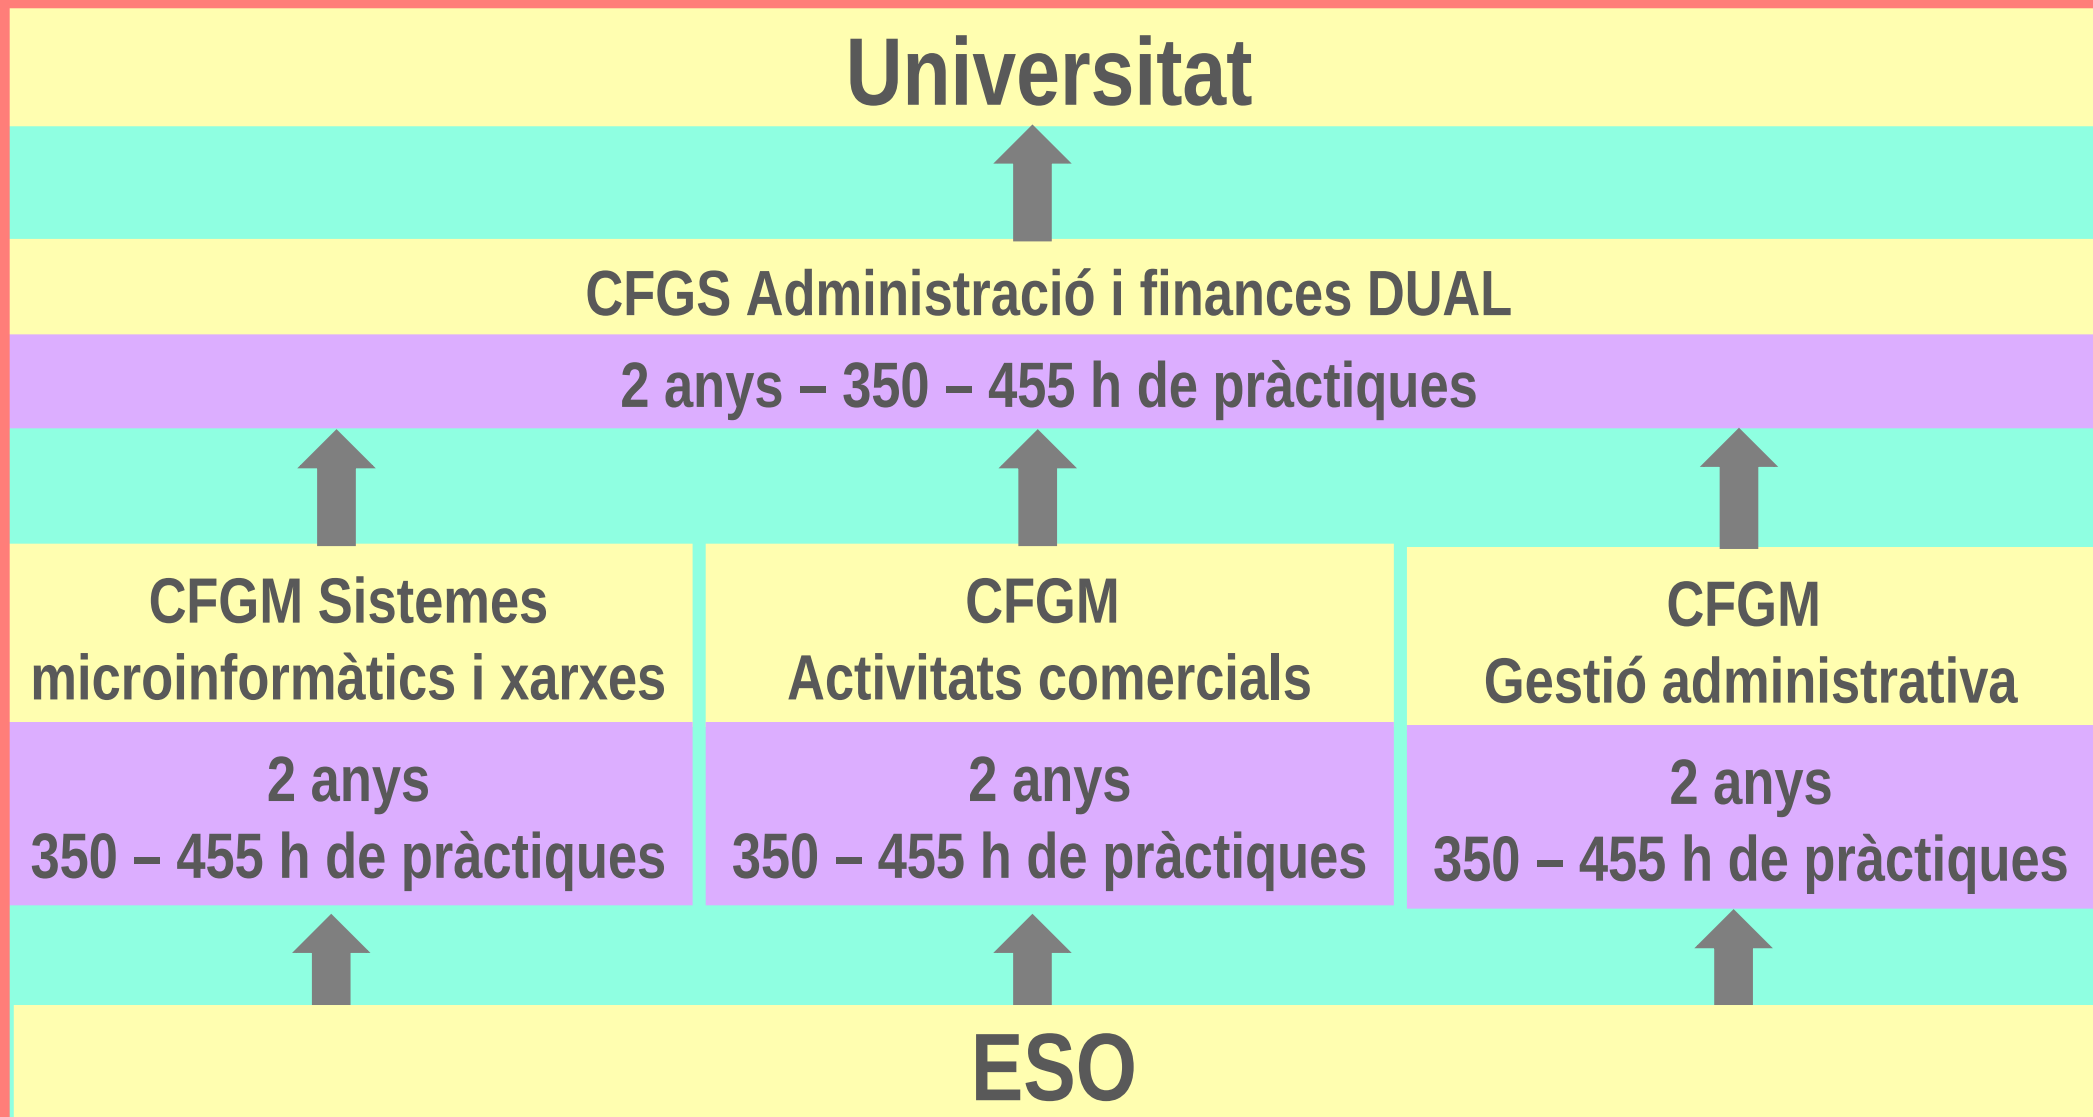 Universitat
CFGS Administració i finances DUAL
2 anys – 350 – 455 h de pràctiques
CFGM Sistemes
microinformàtics i xarxes
2 anys
350 – 455 h de pràctiques
CFGM
Activitats comercials
2 anys
350 – 455 h de pràctiques
CFGM
Gestió administrativa
2 anys
350 – 455 h de pràctiques
ESO